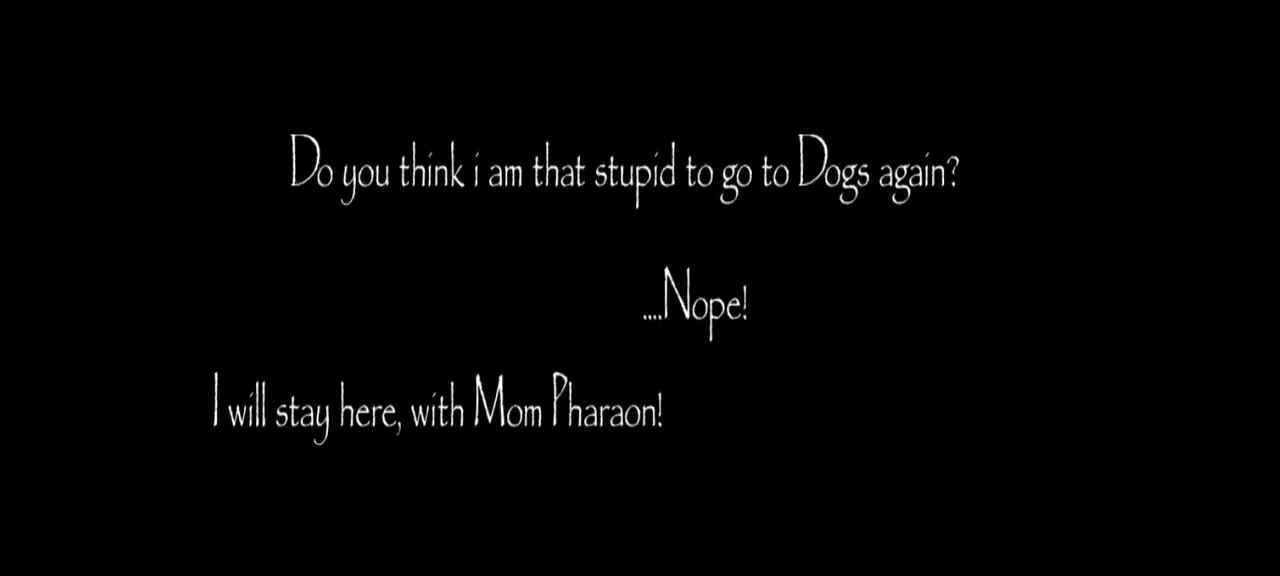 Do you think i am that stupid to go to Dogs again?
....Nope!
I will stay here, with Mom Pharaon!